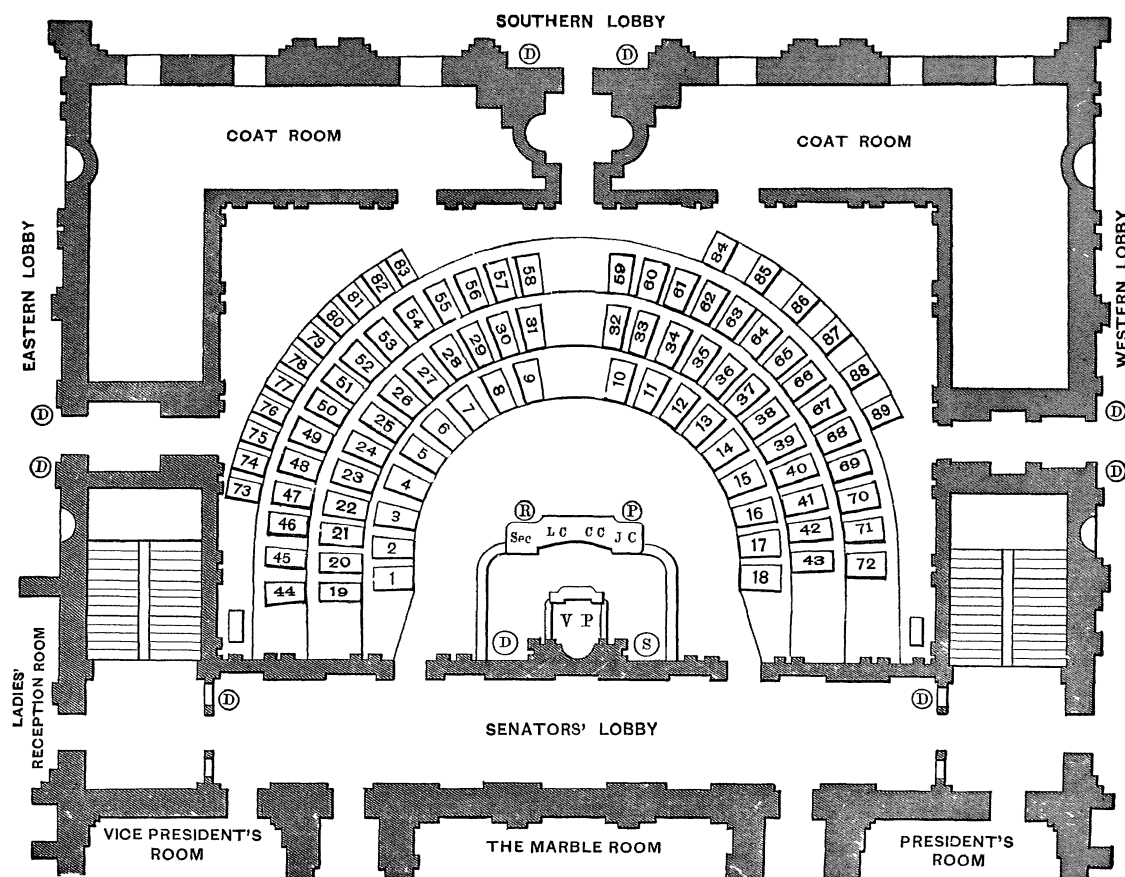 SOUTHERN LOBBY
D
D
COAT ROOM
COAT ROOM
EASTERN LOBBY
WESTERN LOBBY
84
85
86
87
88
89
83
82
81
80
79
78
77
76
75
74
73
58
57
56
55
54
53
52
51
50
49
48
47
46
45
44
59
60
61
62
63
64
65
66
67
68
69
70
71
72
31
30
29
28
27
26
25
24
23
22
21
20
19
32
33
34
35
36
37
38
39
40
41
42
43
9
8
7
6
5
4
3
2
1
10
11
12
13
14
15
16
17
18
D
D
D
D
R
P
Sec
L C
C C
J C
V P
D
S
D
D
LADIES'
RECEPTION ROOM
SENATORS' LOBBY
VICE PRESIDENT'S
ROOM
THE MARBLE ROOM
PRESIDENT'S
ROOM